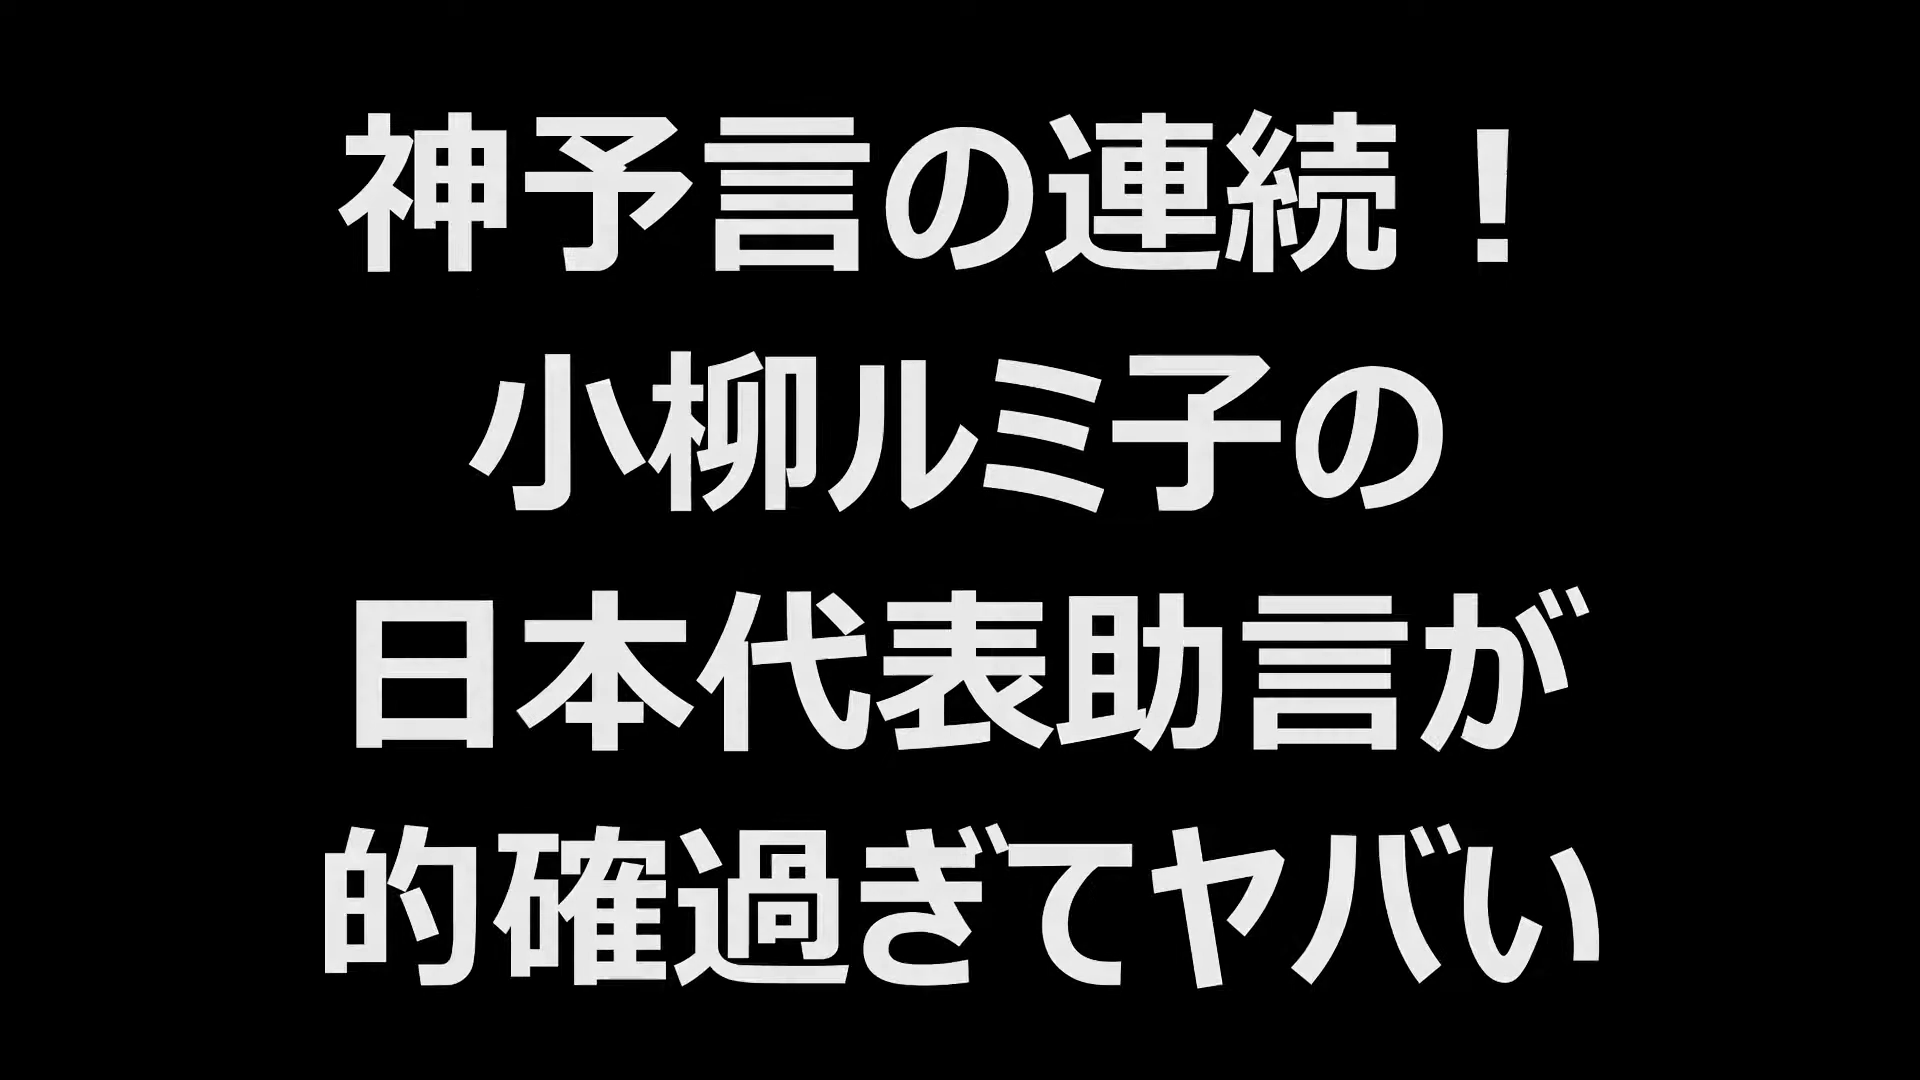 神予言の連続！
小柳ルミ子の
日本代表助言が
的確過ぎてヤバい